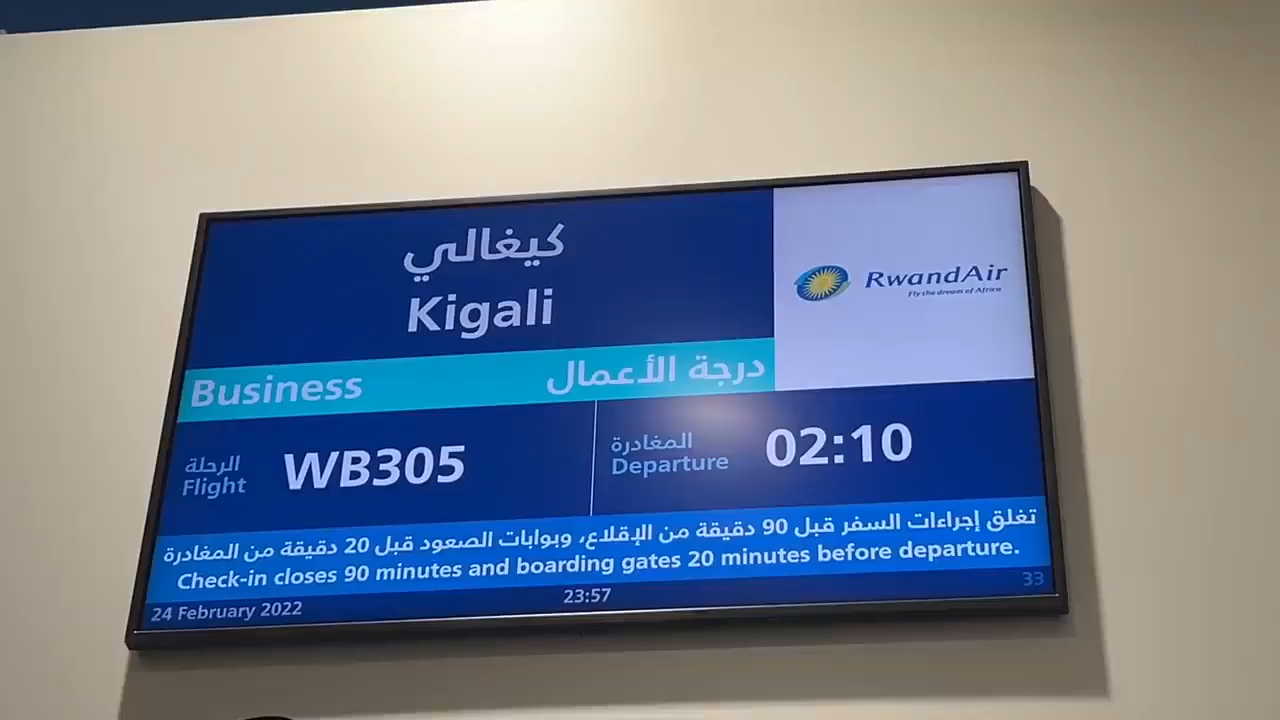 كيغالي
Kigali
RwandAir
Fly the dream of Africa
Business درجة الأعمال
الرحلة
Flight WB305
المغادرة
Departure 02:10
تغلق إجراءات السفر قبل 90 دقيقة من الإقلاع، وبوابات الصعود قبل 20 دقيقة من المغادرة
Check-in closes 90 minutes and boarding gates 20 minutes before departure.
24 February 2022 23:57 33